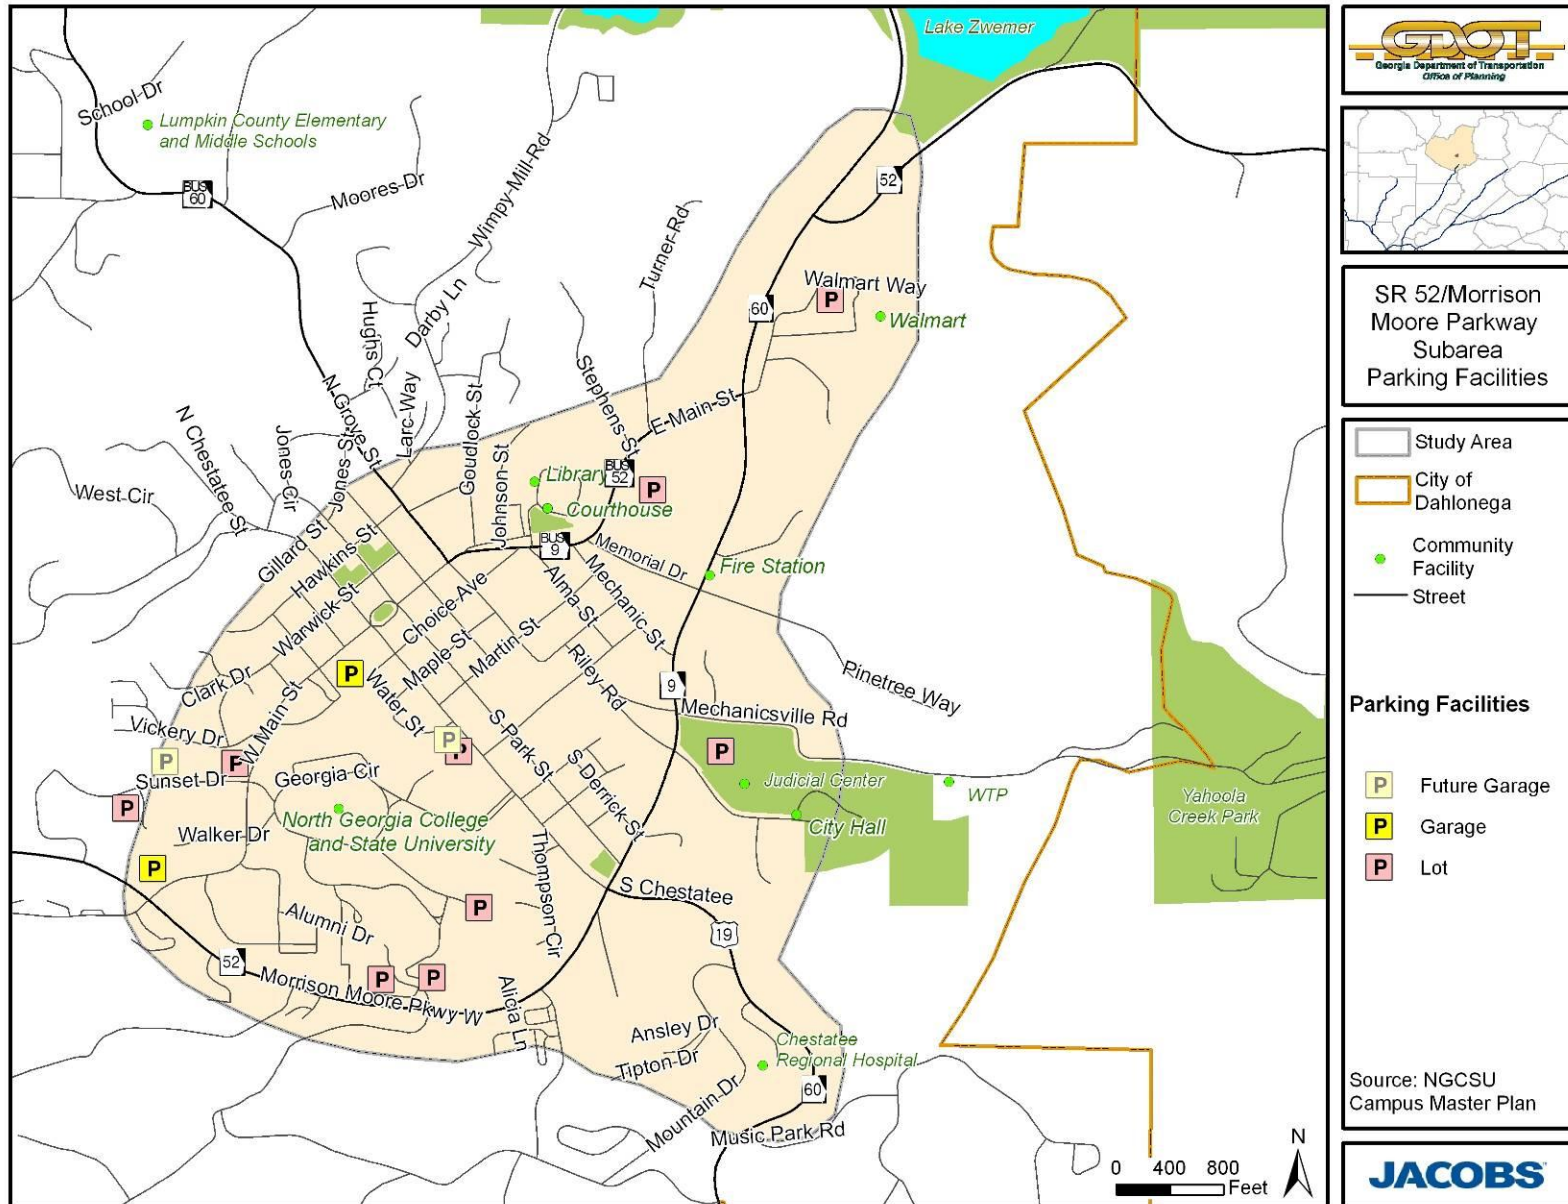 Lake Zwemer
School-Dr
Lumpkin County Elementary
and Middle Schools
BUS
60
Moores-Dr
Wimpy-Mill-Rd
52
Turner-Rd
Walmart Way
P
60
Walmart
Darby Ln
Hughs Ct
Larc-Way
Stephens-St
E-Main-St
N-Grove-St
Goudlock-St
Johnson-St
N Chestatee St
Jones-Cir
Jones St
West-Cir
Library
BUS
52
P
Courthouse
BUS
9
Memorial Dr
Fire Station
Gillard St
Hawkins-St
Warwick-St
Choice-Ave
Alma-St
Mechanic-St
Maple-St
Martin-St
Riley-Rd
Pinetree Way
Clark Dr
P
Water St
9
Mechanicsville Rd
Vickery Dr
W Main-St
P
P
S Park-St
P
P
P
Sunset-Dr
Georgia-Cir
S-Derrick-St
Judicial Center
WTP
Yahoola
Creek Park
P
North Georgia College
and-State University
City Hall
Walker-Dr
Thompson-Cir
P
S Chestatee
P
Alumni Dr
19
52
P
P
Morrison Moore-Pkwy-W
Alicia Ln
Ansley Dr
Tipton-Dr
Chestatee
Regional Hospital
60
Mountain-Dr
Music Park Rd
0 400 800
Feet
N
GDOT
Georgia Department of Transportation
Office of Planning
SR 52/Morrison
Moore Parkway
Subarea
Parking Facilities
Study Area
City of
Dahlonega
Community
Facility
Street
Parking Facilities
P Future Garage
P Garage
P Lot
Source: NGCSU
Campus Master Plan
JACOBS